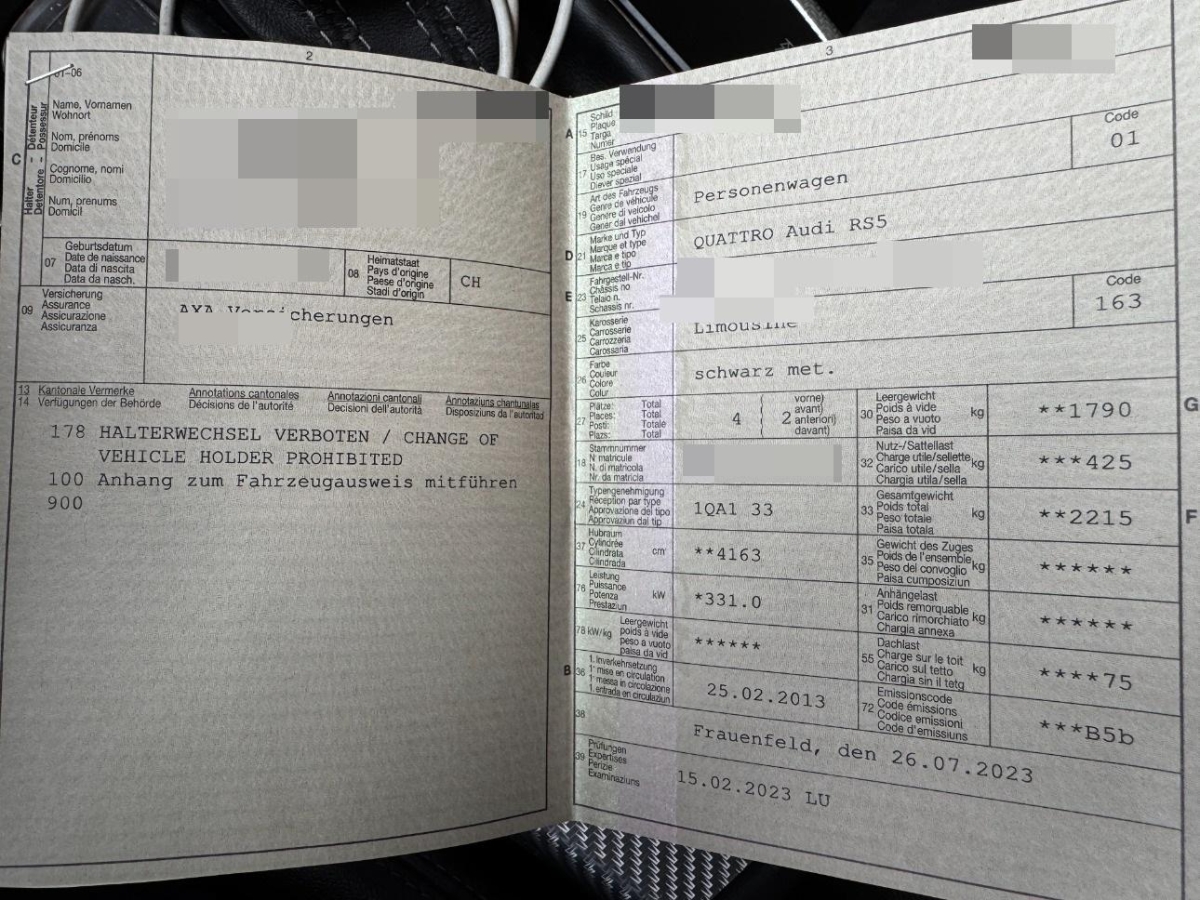 2
01-06
C
Halter Détenteur
Detentore Possessur
Name, Vornamen
Wohnort
Nom, prénoms
Domicile
Cognome, nomi
Domicilio
Num, prenums
Domicil
07
Geburtsdatum
Date de naissance
Data di nascita
Data da nasch.
08
Heimatstaat
Pays d'origine
Paese d'origine
Stadi d'origin
CH
09
Versicherung
Assurance
Assicurazione
Assicuranza
AXA Versicherungen
13 Kantonale Vermerke Annotations cantonales Annotazioni cantonali Annotaziuns chantunalas
14 Verfügungen der Behörde Décisions de l'autorité Decisioni dell'autorità Disposiziuns da l'autoritad
178 HALTERWECHSEL VERBOTEN / CHANGE OF
VEHICLE HOLDER PROHIBITED
100 Anhang zum Fahrzeugausweis mitführen
900
3
A
15
Schild
Plaque
Targa
Numer
17
Bes. Verwendung
Usage spécial
Uso speciale
Diever spezial
Code
01
19
Art des Fahrzeugs
Genre de véhicule
Genere di veicolo
Gener dal vehichel
Personenwagen
D
21
Marke und Typ
Marque et type
Marca e tipo
Marca e tip
QUATTRO Audi RS5
E
23
Fahrgestell-Nr.
Châssis no
Telaio n.
Schassis nr.
25
Karosserie
Carrosserie
Carrozzeria
Carossaria
Limousine
Code
163
26
Farbe
Couleur
Colore
Colur
schwarz met.
27
Plätze: Total
Places: Total
Posti: Totale
Plazs: Total
4
2
vorne)
avant)
anteriori)
davant)
30
Leergewicht
Poids à vide
Peso a vuoto
Paisa da vid
kg
**1790
G
18
Stammnummer
N° matricule
N. di matricola
Nr. da matricla
32
Nutz-/Sattellast
Charge utile/sellette
Carico utile/sella
Chargia utila/sella
kg
***425
24
Typengenehmigung
Réception par type
Approvazione del tipo
Approvaziun dal tip
1QA1 33
33
Gesamtgewicht
Poids total
Peso totale
Paisa totala
kg
**2215
F
37
Hubraum
Cylindrée
Cilindrata
Cilindrada
cm³
**4163
35
Gewicht des Zuges
Poids de l'ensemble
Peso del convoglio
Paisa cumposiziun
kg
******
76
Leistung
Puissance
Potenza
Prestaziun
kW
*331.0
31
Anhängelast
Poids remorquable
Carico rimorchiato
Chargia annexa
kg
******
78 kW/kg
Leergewicht
poids à vide
peso a vuoto
paisa da vid
******
55
Dachlast
Charge sur le toit
Carico sul tetto
Chargia sin il tetg
kg
****75
B
36
1. Inverkehrsetzung
1re mise en circulation
1a messa in circolazione
1. entrada en circulaziun
25.02.2013
72
Emissionscode
Code émissions
Codice emissioni
Code d'emissiuns
***B5b
38
Frauenfeld, den 26.07.2023
39
Prüfungen
Expertises
Perizie
Examinaziuns
15.02.2023 LU